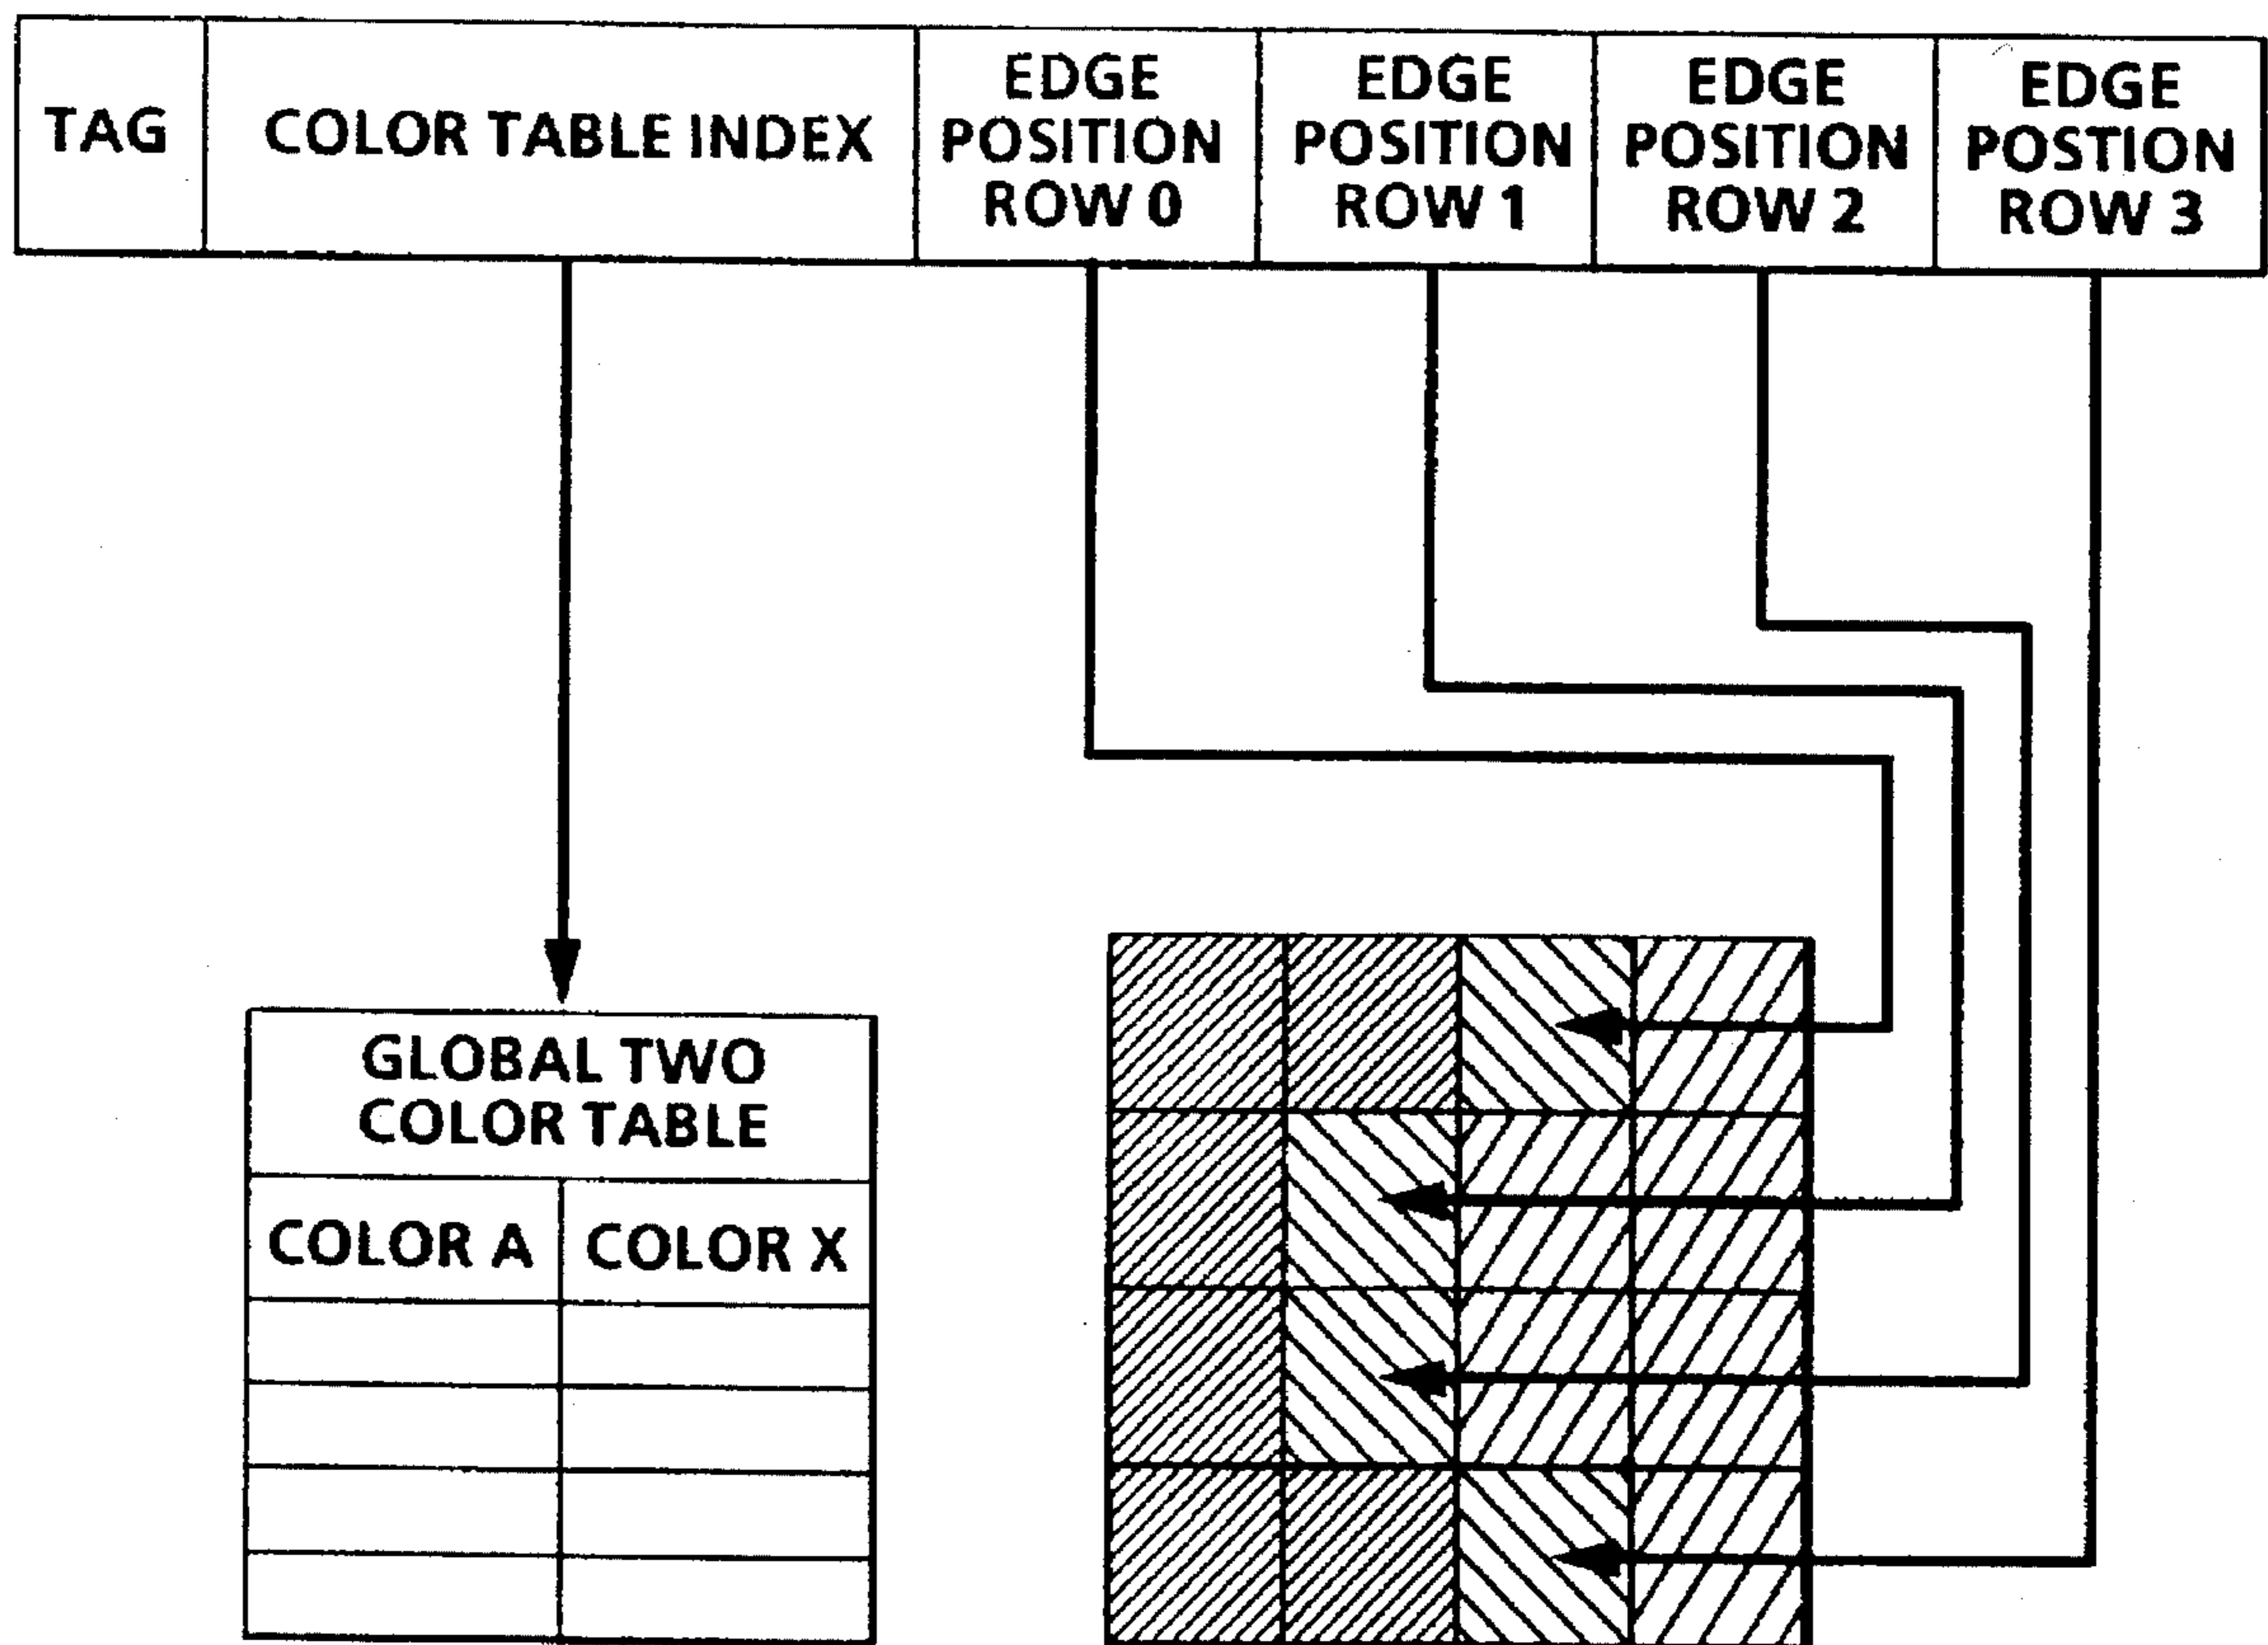 TAG
COLOR TABLE INDEX
EDGE
POSITION
ROW 0
EDGE
POSITION
ROW 1
EDGE
POSITION
ROW 2
EDGE
POSTION
ROW 3
GLOBAL TWO
COLOR TABLE
COLOR A
COLOR X